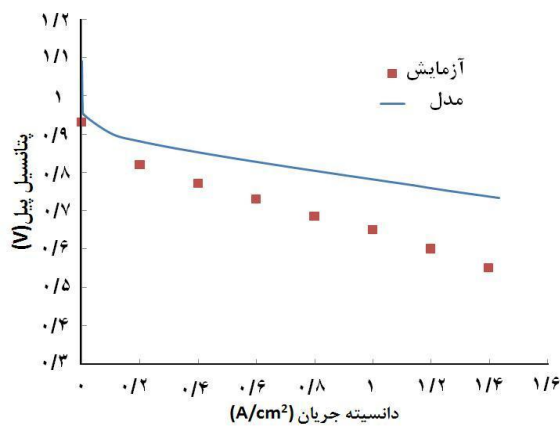 ۱/۲
۱/۱
۱
۰/۹
۰/۸
۰/۷
۰/۶
۰/۵
۰/۴
۰/۳
پتانسیل پیل(V)
آزمایش
مدل
۰ ۰/۲ ۰/۴ ۰/۶ ۰/۸ ۱ ۱/۲ ۱/۴ ۱/۶
دانسیته جریان (A/cm²)